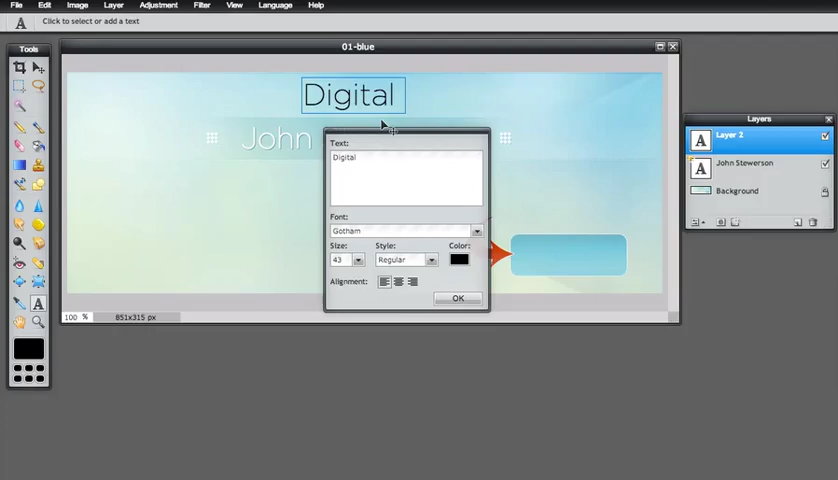 File Edit Image Layer Adjustment Filter View Language Help
A Click to select or add a text
Tools
01-blue
Digital
John
Text:
Digital
Font:
Gotham
Size: Style: Color:
43 Regular
Alignment:
OK
100 % 851x315 px
Layers
A Layer 2
A John Stewerson
Background
A